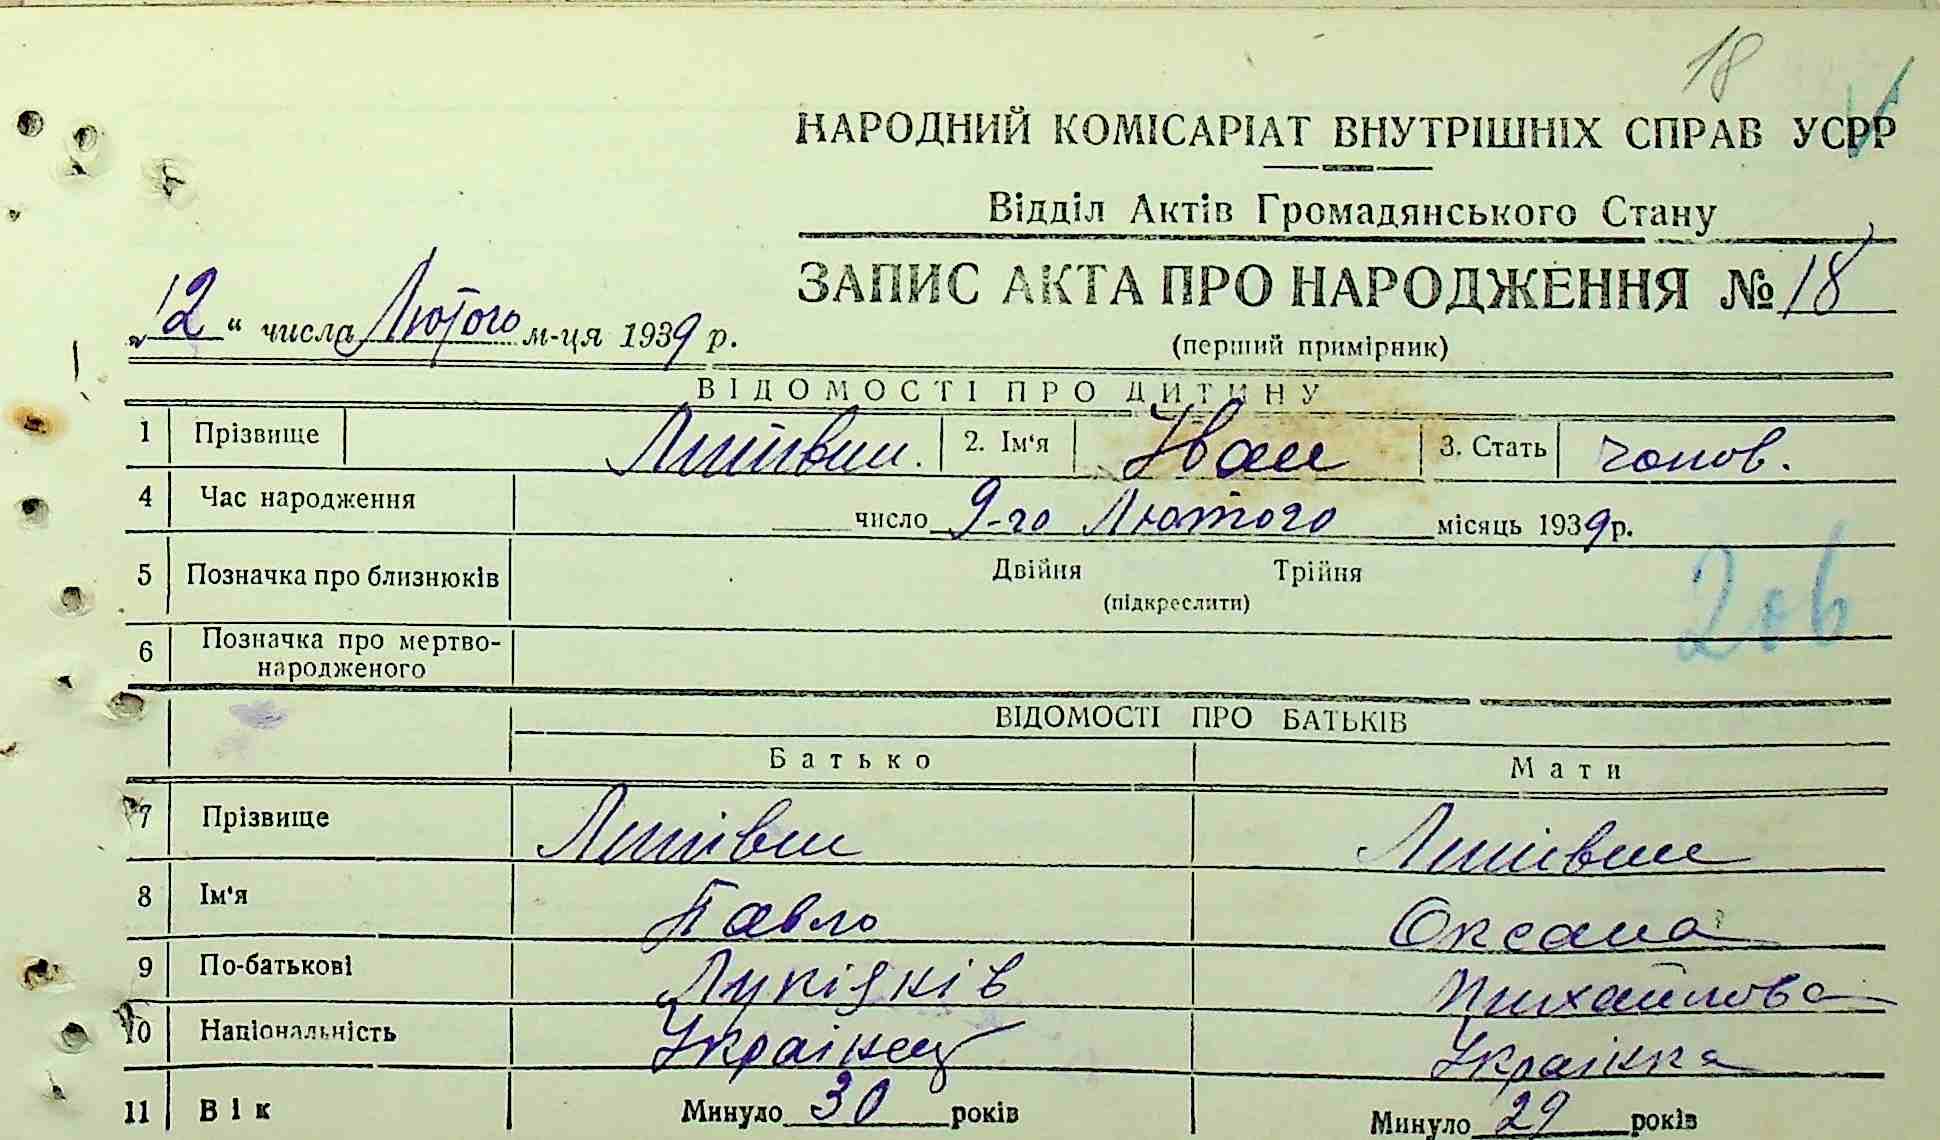 18
НАРОДНИЙ КОМІСАРІАТ ВНУТРІШНІХ СПРАВ УСРР
Відділ Актів Громадянського Стану
ЗАПИС АКТА ПРО НАРОДЖЕННЯ № 18
„12“ числа Лютого м-ця 1939 р.
(перший примірник)
ВІДОМОСТІ ПРО ДИТИНУ
1 Прізвище Литвин. 2. Ім'я Іван 3. Стать чолов.
4 Час народження число 9-го Лютого місяць 1939 р.
5 Позначка про близнюків Двійня Трійня
(підкреслити)
6 Позначка про мертво-
народженого
ВІДОМОСТІ ПРО БАТЬКІВ
Батько Мати
7 Прізвище Литвин Литвин
8 Ім'я Павло Оксана
9 По-батькові Лукіянів Михайлова
10 Національність Украінец Украінка
11 Вік Минуло 30 років Минуло 29 років